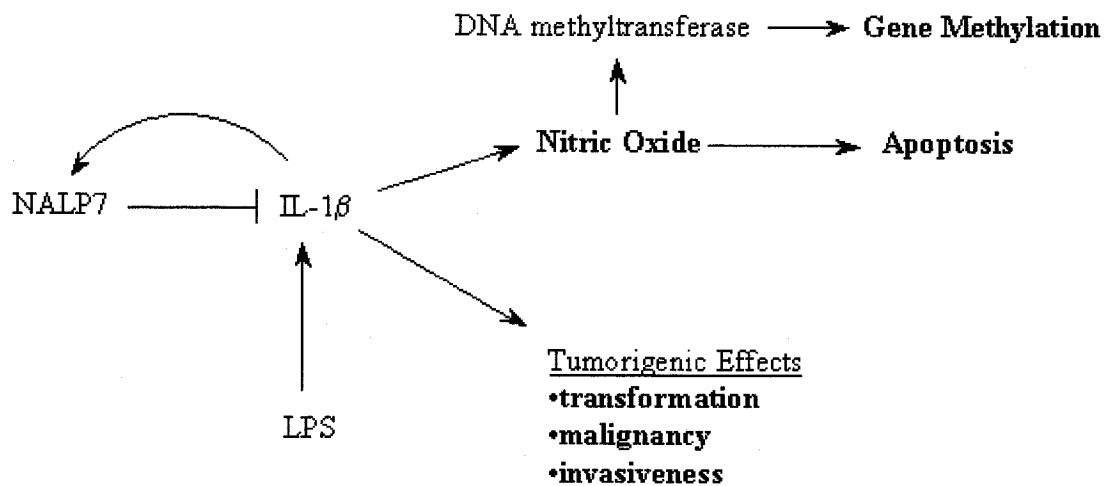 DNA methyltransferase Gene Methylation
Nitric Oxide Apoptosis
NALP7 IL-1β
Tumorigenic Effects
•transformation
LPS
•malignancy
•invasiveness